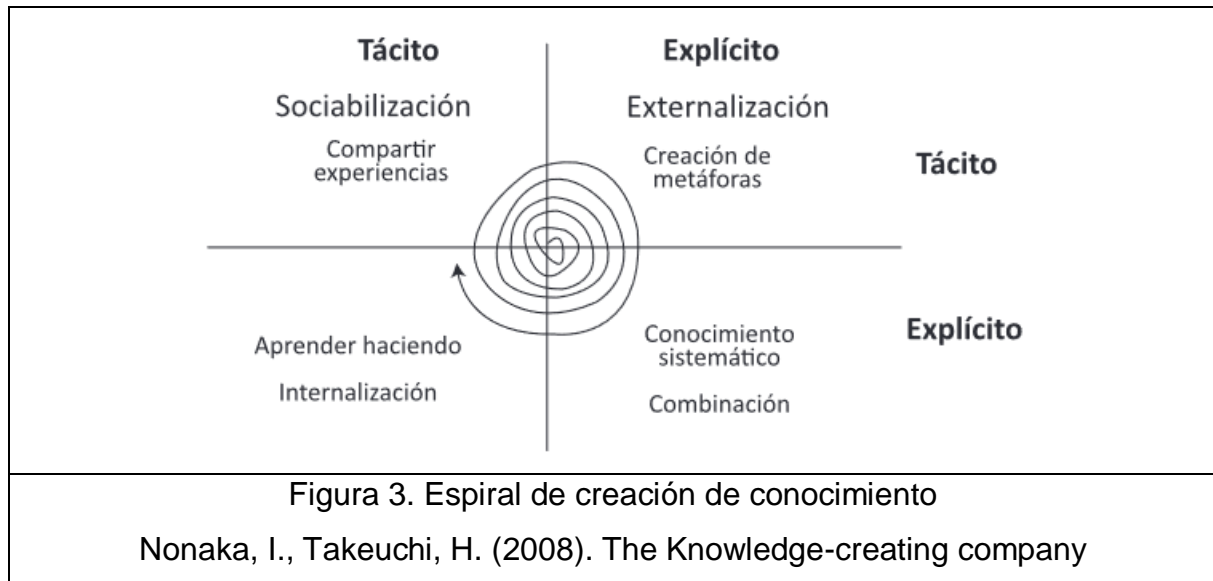 Tácito
Explícito
Sociabilización
Externalización
Compartir
experiencias
Creación de
metáforas
Tácito
Aprender haciendo
Internalización
Conocimiento
sistemático
Combinación
Explícito
Figura 3. Espiral de creación de conocimiento
Nonaka, I., Takeuchi, H. (2008). The Knowledge-creating company